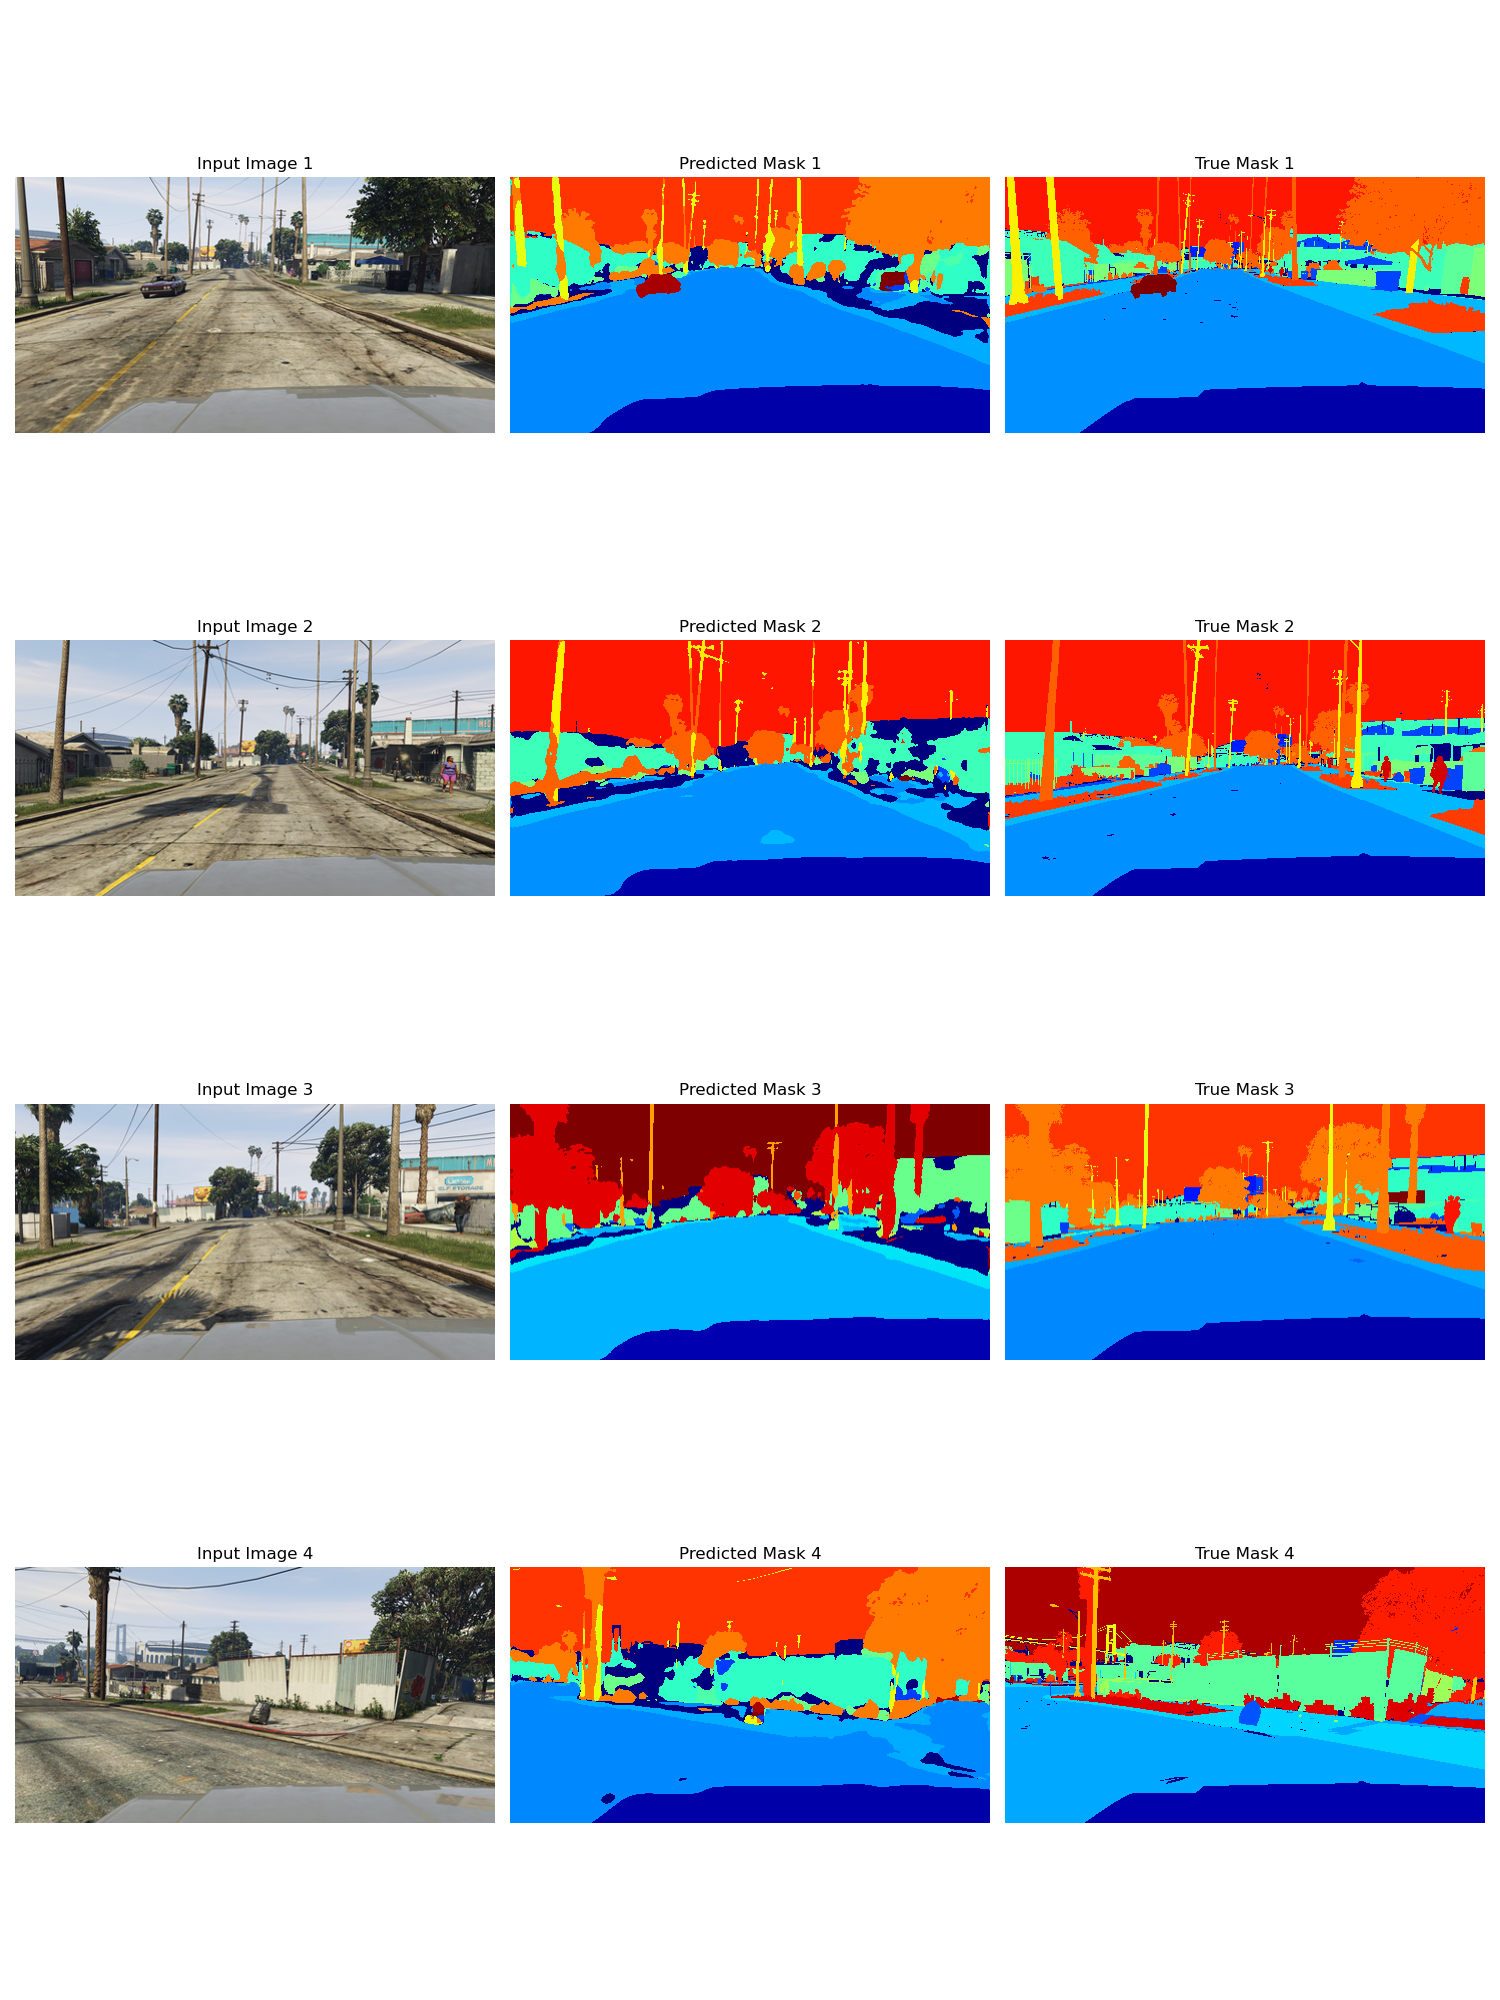 Input Image 1
Predicted Mask 1
True Mask 1
Input Image 2
Predicted Mask 2
True Mask 2
Input Image 3
Predicted Mask 3
True Mask 3
Input Image 4
Predicted Mask 4
True Mask 4